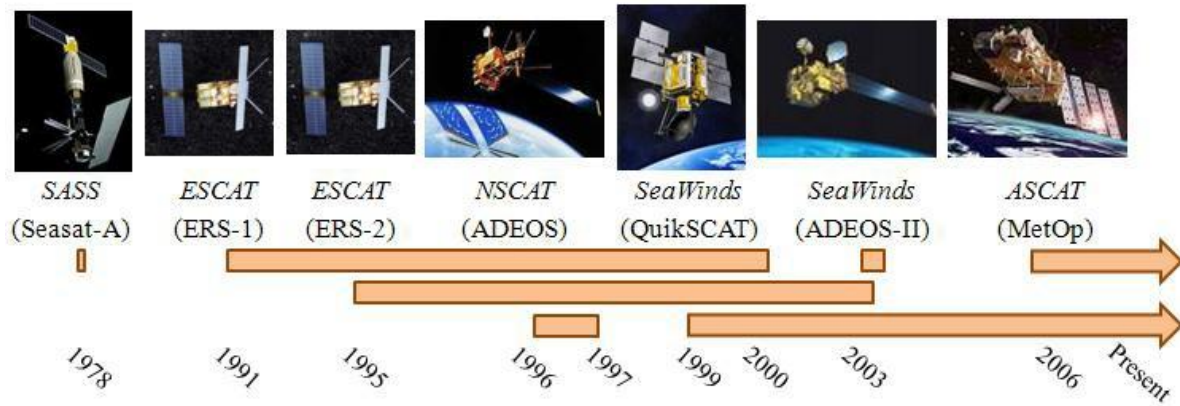 SASS ESCAT ESCAT NSCAT SeaWinds SeaWinds ASCAT
(Seasat-A) (ERS-1) (ERS-2) (ADEOS) (QuikSCAT) (ADEOS-II) (MetOp)
1978 1991 1995 1996 1997 1999 2000 2003 2006 Present